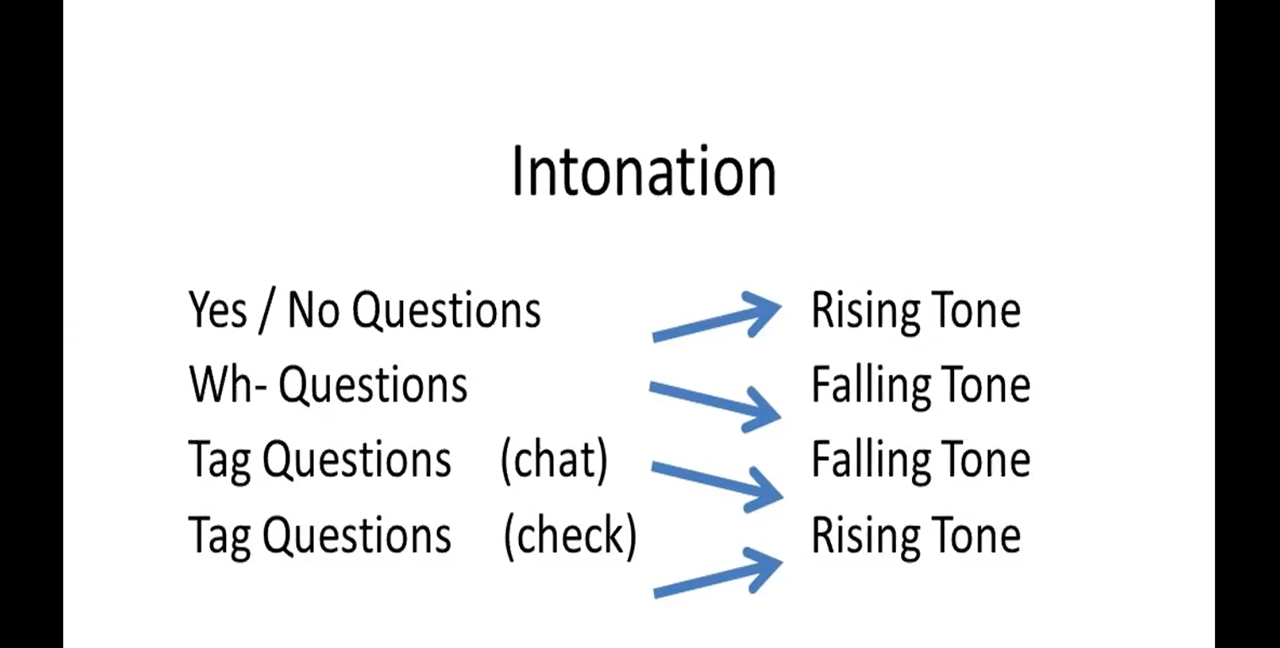 Intonation
Yes / No Questions Rising Tone
Wh- Questions Falling Tone
Tag Questions (chat) Falling Tone
Tag Questions (check) Rising Tone